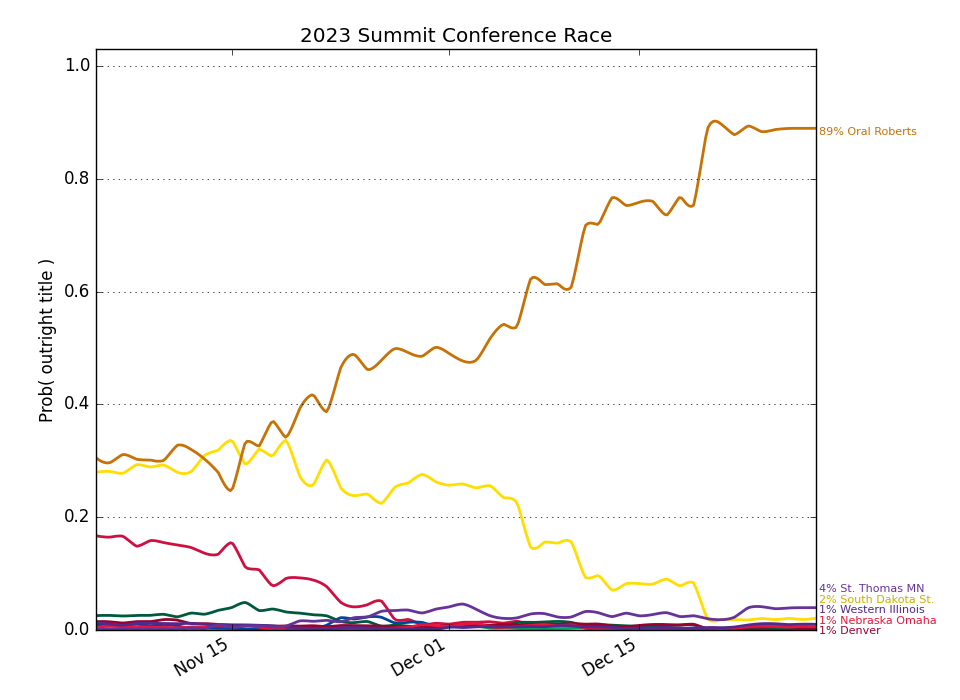 2023 Summit Conference Race
Prob( outright title )
1.0
0.8
0.6
0.4
0.2
0.0
Nov 15
Dec 01
Dec 15
89% Oral Roberts
4% St. Thomas MN
2% South Dakota St.
1% Western Illinois
1% Nebraska Omaha
1% Denver